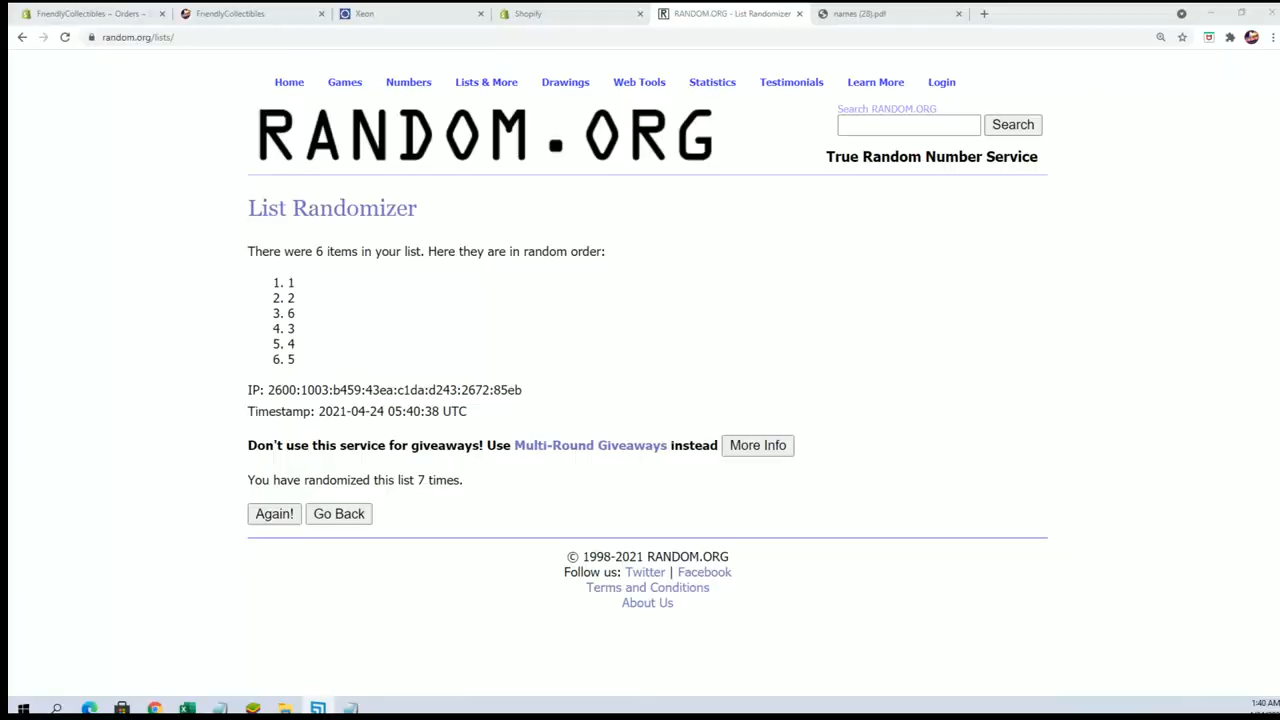 FriendlyCollectibles – Orders –
FriendlyCollectibles
Xeon
Shopify
RANDOM.ORG - List Randomizer
names (28).pdf
random.org/lists/
Home Games Numbers Lists & More Drawings Web Tools Statistics Testimonials Learn More Login
RANDOM.ORG
Search RANDOM.ORG
Search
True Random Number Service
List Randomizer
There were 6 items in your list. Here they are in random order:
1. 1
2. 2
3. 6
4. 3
5. 4
6. 5
IP: 2600:1003:b459:43ea:c1da:d243:2672:85eb
Timestamp: 2021-04-24 05:40:38 UTC
Don't use this service for giveaways! Use Multi-Round Giveaways instead More Info
You have randomized this list 7 times.
Again! Go Back
© 1998-2021 RANDOM.ORG
Follow us: Twitter | Facebook
Terms and Conditions
About Us
1:40 AM